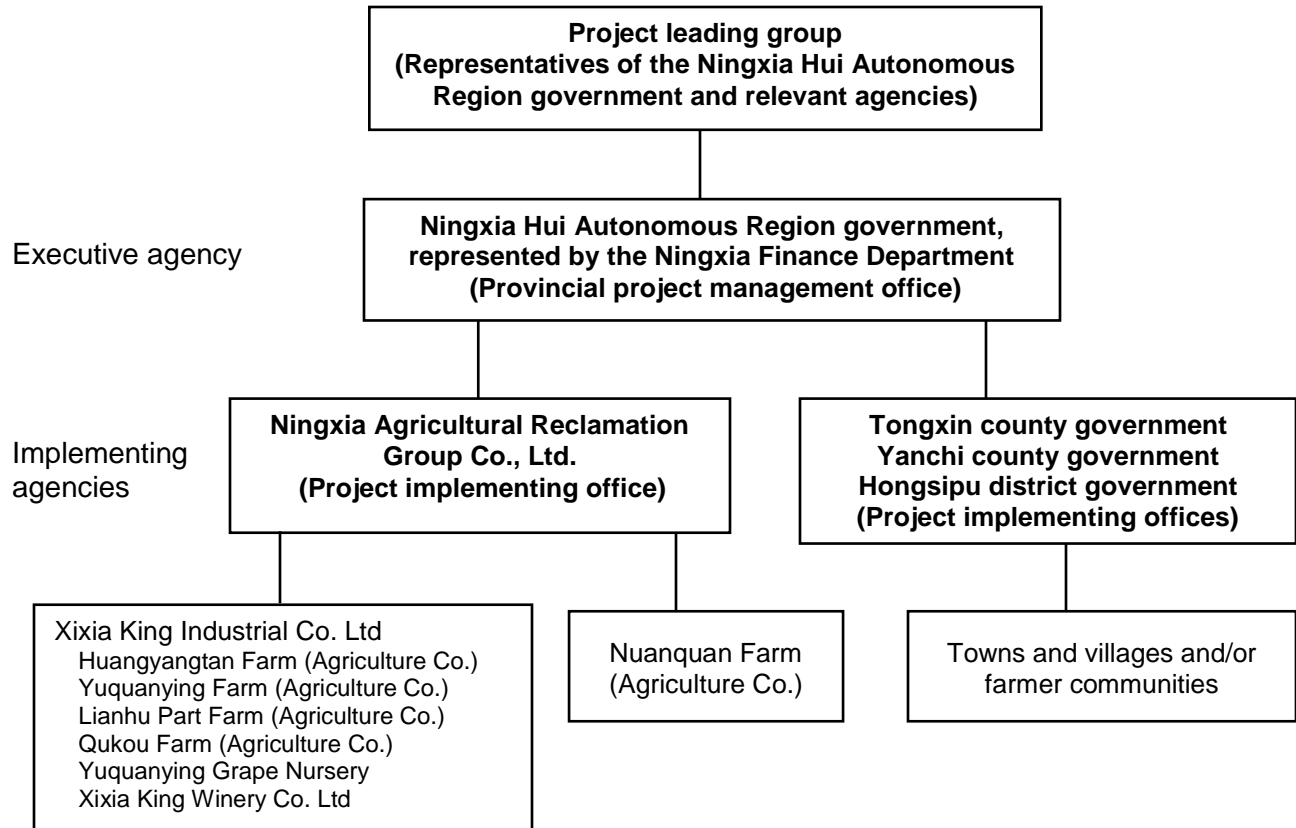 Project leading group
(Representatives of the Ningxia Hui Autonomous
Region government and relevant agencies)
Executive agency
Ningxia Hui Autonomous Region government,
represented by the Ningxia Finance Department
(Provincial project management office)
Implementing
agencies
Ningxia Agricultural Reclamation
Group Co., Ltd.
(Project implementing office)
Tongxin county government
Yanchi county government
Hongsipu district government
(Project implementing offices)
Xixia King Industrial Co. Ltd
Huangyangtan Farm (Agriculture Co.)
Yuquanying Farm (Agriculture Co.)
Lianhu Part Farm (Agriculture Co.)
Qukou Farm (Agriculture Co.)
Yuquanying Grape Nursery
Xixia King Winery Co. Ltd
Nuanquan Farm
(Agriculture Co.)
Towns and villages and/or
farmer communities